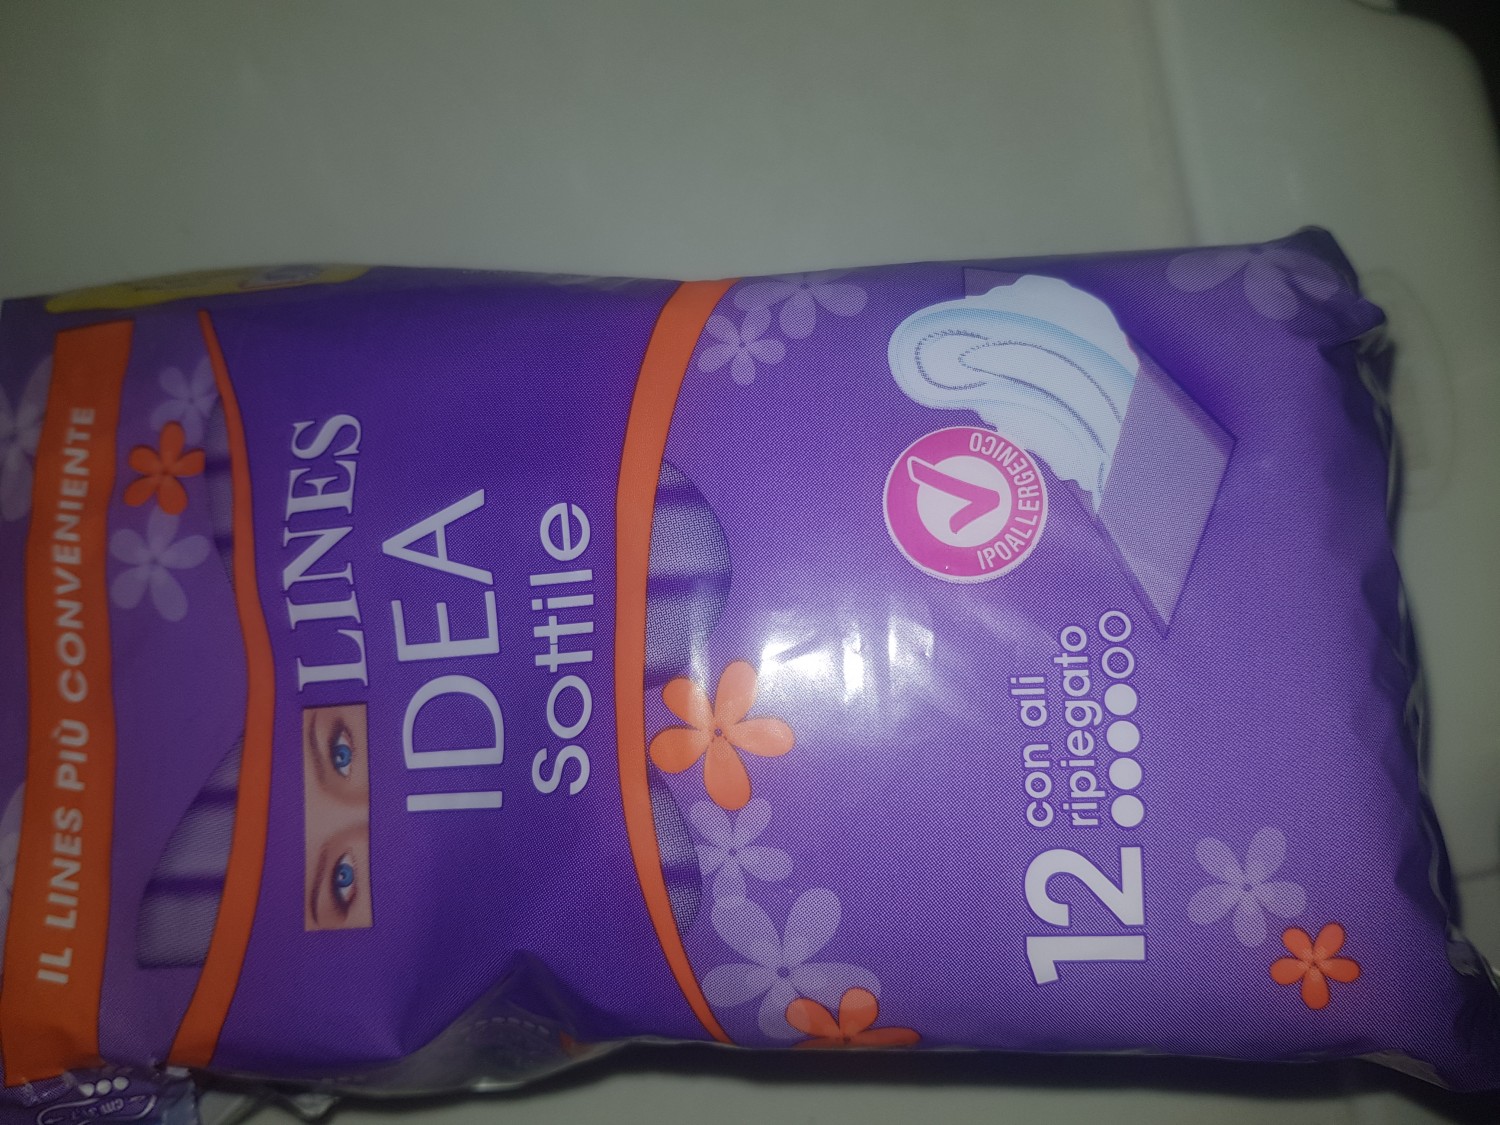 IL LINES PIÙ CONVENIENTE
LINES
IDEA
Sottile
IPOALLERGENICO
12 con ali
ripiegato